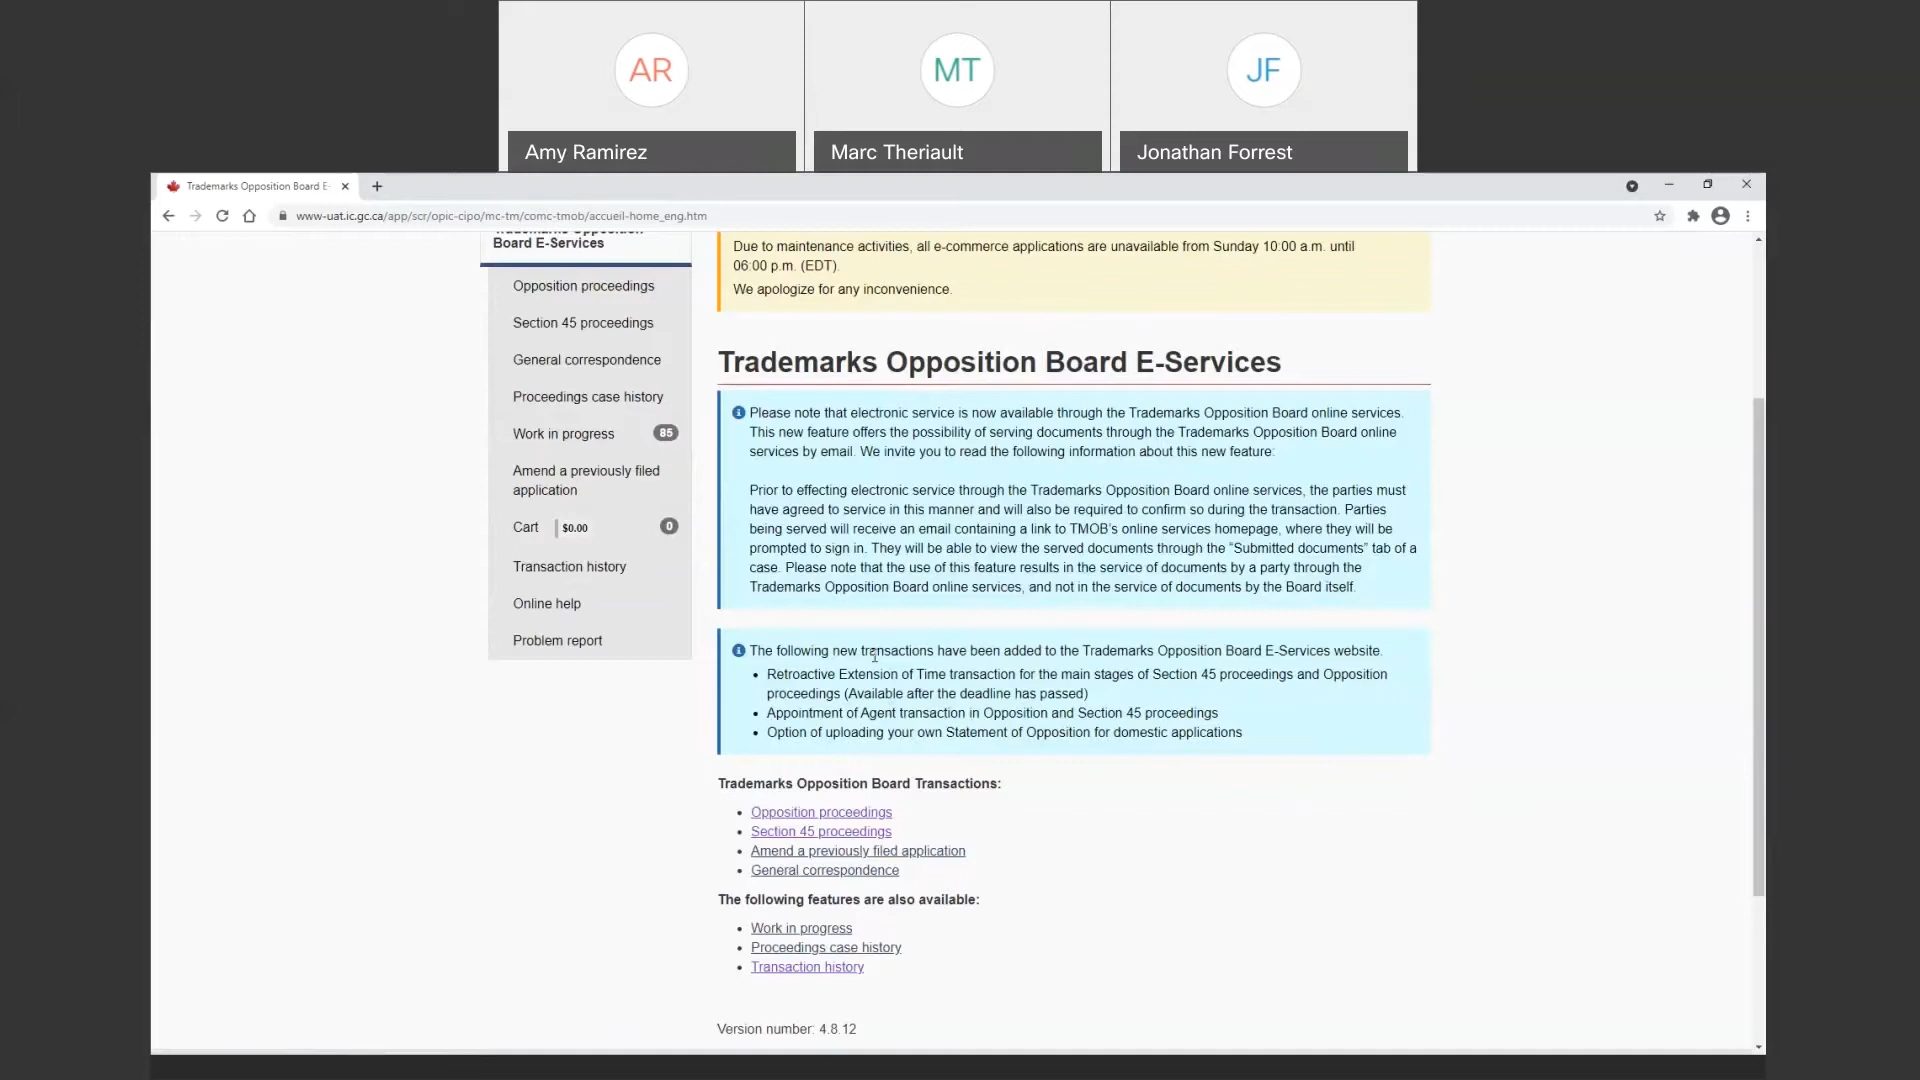 AR
MT
JF
Amy Ramirez
Marc Theriault
Jonathan Forrest
Trademarks Opposition Board E-
www-uat.ic.gc.ca/app/scr/opic-cipo/mc-tm/comc-tmob/accueil-home_eng.htm
Trademarks Opposition
Board E-Services
Opposition proceedings
Section 45 proceedings
General correspondence
Proceedings case history
Work in progress 85
Amend a previously filed
application
Cart $0.00 0
Transaction history
Online help
Problem report
Due to maintenance activities, all e-commerce applications are unavailable from Sunday 10:00 a.m. until
06:00 p.m. (EDT).
We apologize for any inconvenience.
Trademarks Opposition Board E-Services
Please note that electronic service is now available through the Trademarks Opposition Board online services.
This new feature offers the possibility of serving documents through the Trademarks Opposition Board online
services by email. We invite you to read the following information about this new feature:
Prior to effecting electronic service through the Trademarks Opposition Board online services, the parties must
have agreed to service in this manner and will also be required to confirm so during the transaction. Parties
being served will receive an email containing a link to TMOB's online services homepage, where they will be
prompted to sign in. They will be able to view the served documents through the "Submitted documents" tab of a
case. Please note that the use of this feature results in the service of documents by a party through the
Trademarks Opposition Board online services, and not in the service of documents by the Board itself.
The following new transactions have been added to the Trademarks Opposition Board E-Services website.
• Retroactive Extension of Time transaction for the main stages of Section 45 proceedings and Opposition
proceedings (Available after the deadline has passed)
• Appointment of Agent transaction in Opposition and Section 45 proceedings
• Option of uploading your own Statement of Opposition for domestic applications
Trademarks Opposition Board Transactions:
• Opposition proceedings
• Section 45 proceedings
• Amend a previously filed application
• General correspondence
The following features are also available:
• Work in progress
• Proceedings case history
• Transaction history
Version number: 4.8.12